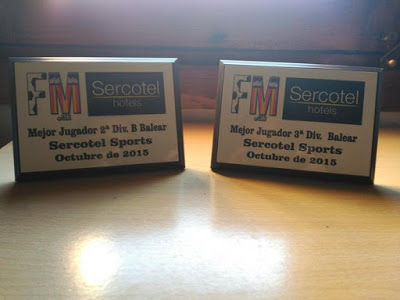 FM
Sercotel
hotels
Mejor Jugador 2ª Div. B Balear
Sercotel Sports
Octubre de 2015
FM
Sercotel
hotels
Mejor Jugador 3ª Div. Balear
Sercotel Sports
Octubre de 2015